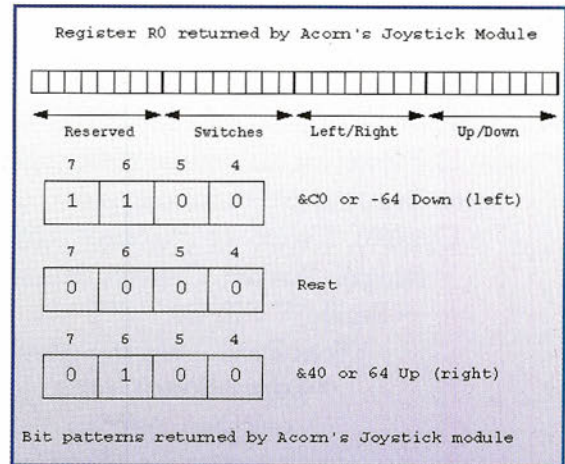 Register R0 returned by Acorn's Joystick Module
Reserved Switches Left/Right Up/Down
7 6 5 4
1 1 0 0 &C0 or -64 Down (left)
7 6 5 4
0 0 0 0 Rest
7 6 5 4
0 1 0 0 &40 or 64 Up (right)
Bit patterns returned by Acorn's Joystick module